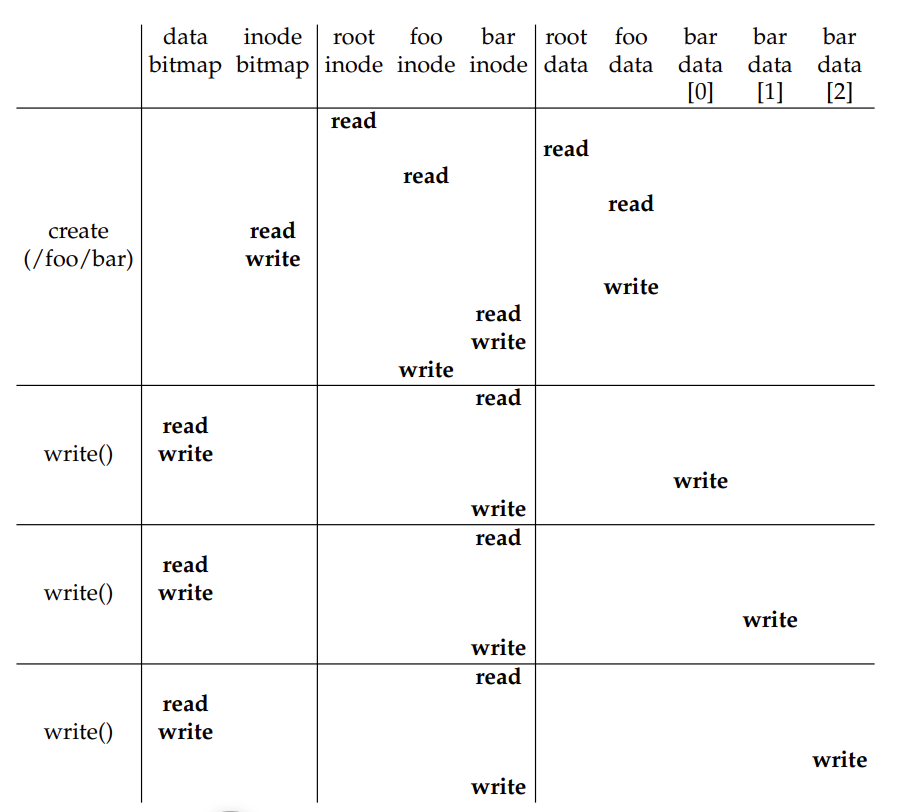 data inode root foo bar root foo bar bar bar
bitmap bitmap inode inode inode data data data data data
[0] [1] [2]
read
read
read
read
create read
(/foo/bar) write
write
read
write
write
read
read
write() write
write
write
read
read
write() write
write
write
read
read
write() write
write
write